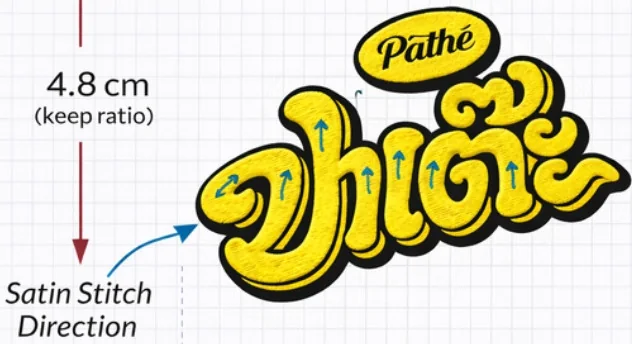 Pathé
4.8 cm
(keep ratio)
ปาเต๊ะ
Satin Stitch
Direction